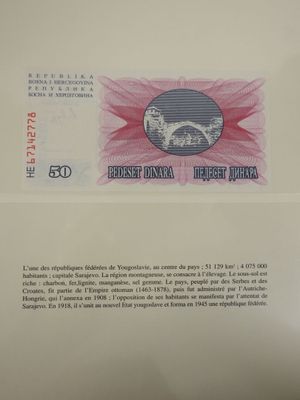 REPUBLIKA
BOSNA I HERCEGOVINA
РЕПУБЛИКА
БОСНА И ХЕРЦЕГОВИНА
HE 67142778
50
PEDESET DINARA
ПЕДЕСЕТ ДИНАРА
L'une des républiques fédérées de Yougoslavie, au centre du pays ; 51 129 km² ; 4 075 000
habitants ; capitale Sarajevo. La région montagneuse, se consacre à l'élevage. Le sous-sol est
riche : charbon, fer,lignite, manganèse, sel gemme. Le pays, peuplé par des Serbes et des
Croates, fit partie de l'Empire ottoman (1463-1878), puis fut administré par l'Autriche-
Hongrie, qui l'annexa en 1908 ; l'opposition de ses habitants se manifesta par l'attentat de
Sarajevo. En 1918, il s'unit au nouvel État yougoslave et forma en 1945 une république fédérée.